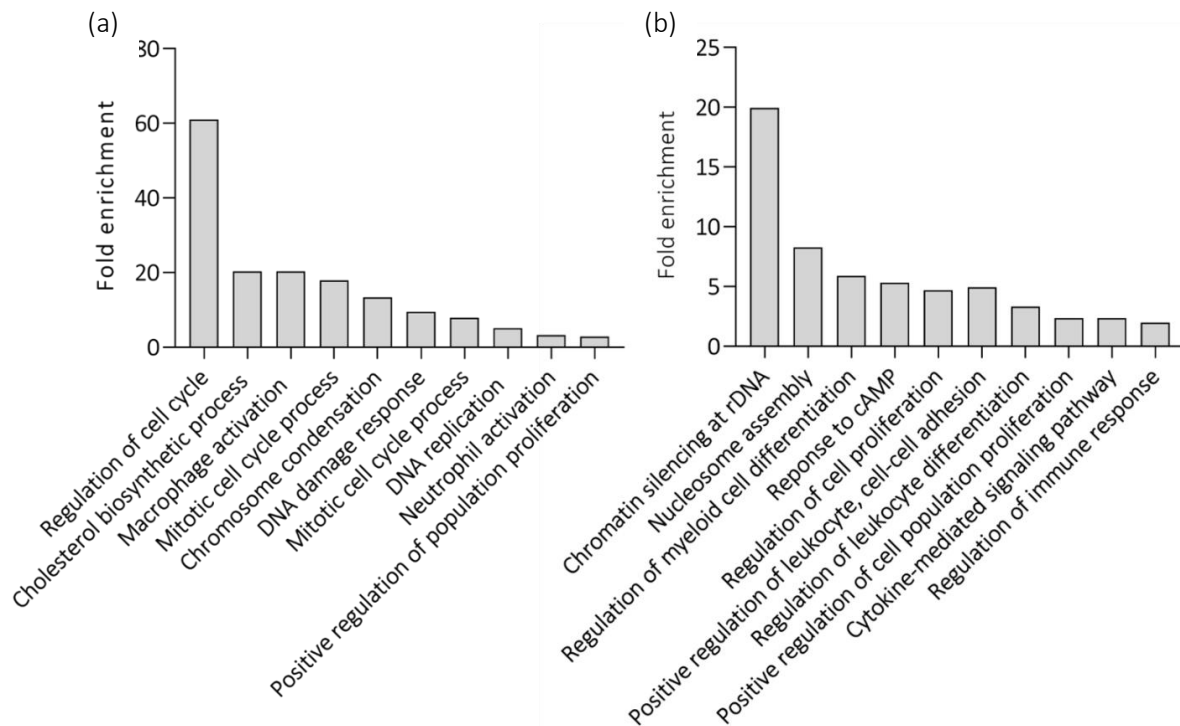 (a)
80
60
40
20
0
Fold enrichment
Regulation of cell cycle
Cholesterol biosynthetic process
Macrophage activation
Mitotic cell cycle process
Chromosome condensation
DNA damage response
Mitotic cell cycle process
DNA replication
Neutrophil activation
Positive regulation of population proliferation
(b)
25
20
15
10
5
0
Fold enrichment
Chromatin silencing at rDNA
Nucleosome assembly
Regulation of myeloid cell differentiation
Reponse to cAMP
Regulation of cell proliferation
Positive regulation of leukocyte, cell-cell adhesion
Regulation of leukocyte differentiation
Positive regulation of cell population proliferation
Cytokine-mediated signaling pathway
Regulation of immune response